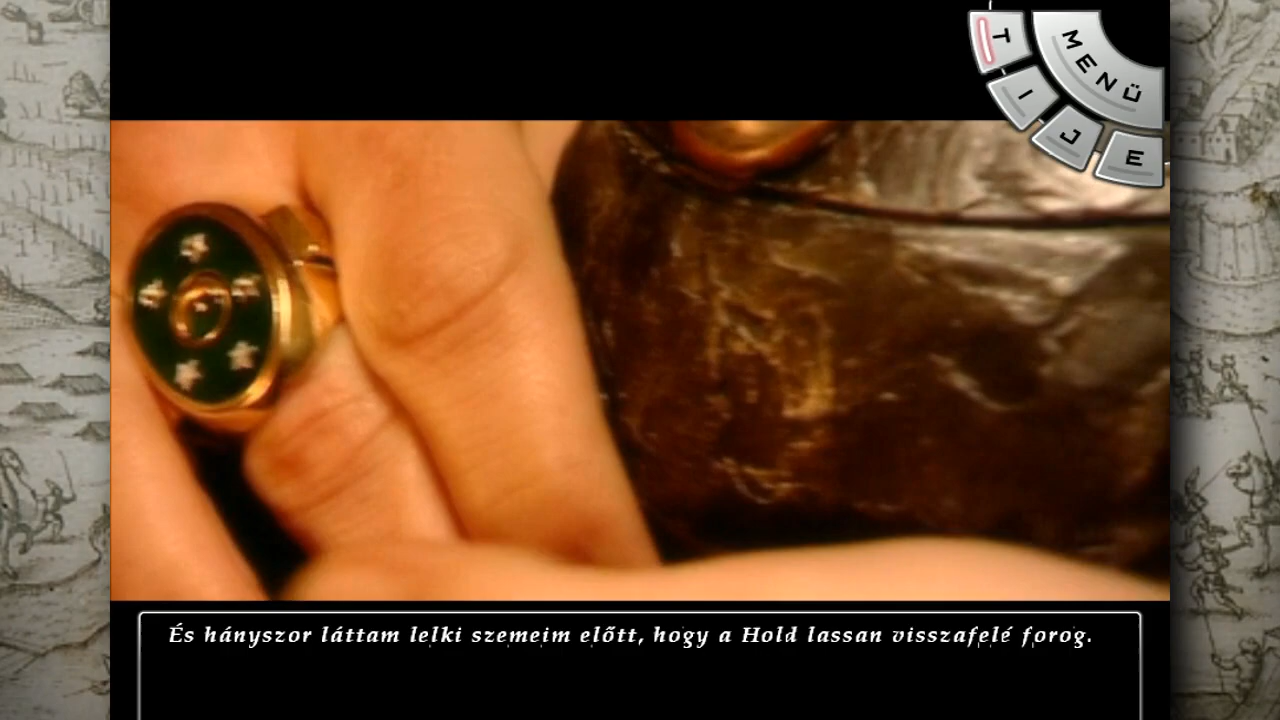 MENÜ
T
I
J
E
És hányszor láttam lelki szemeim előtt, hogy a Hold lassan visszafelé forog.